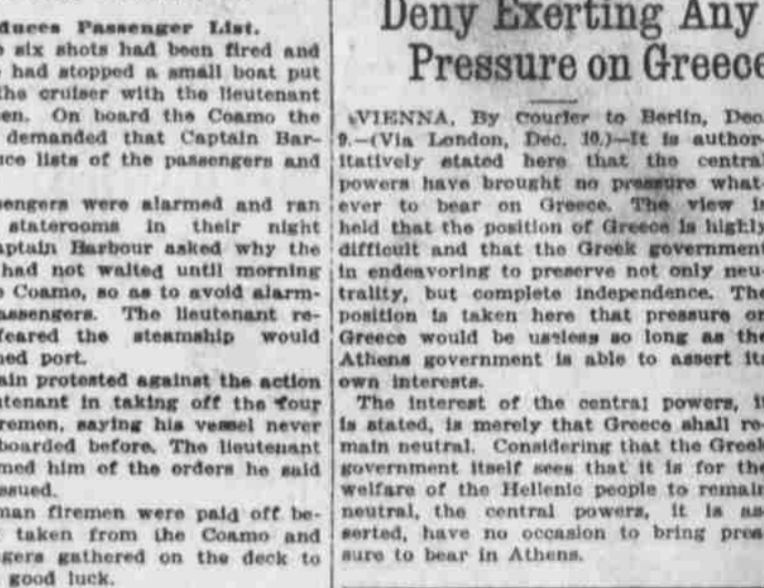 duces Passenger List.
six shots had been fired and
had stopped a small boat put
the cruiser with the lieutenant
en. On board the Coamo the
demanded that Captain Bar-
uce lists of the passengers and
sengers were alarmed and ran
staterooms in their night
aptain Barbour asked why the
had not waited until morning
Coamo, so as to avoid alarm-
assengers. The lieutenant re-
feared the steamship would
ned port.
ain protested against the action
utenant in taking off the four
remen, saying his vessel never
boarded before. The lieutenant
med him of the orders he said
ssued.
man firemen were paid off be-
taken from the Coamo and
gers gathered on the deck to
good luck.
Deny Exerting Any
Pressure on Greece
VIENNA, By Courier to Berlin, Dec.
9.—(Via London, Dec. 10.)—It is author-
itatively stated here that the central
powers have brought no pressure what-
ever to bear on Greece. The view is
held that the position of Greece is highly
difficult and that the Greek government
in endeavoring to preserve not only neu-
trality, but complete independence. The
position is taken here that pressure on
Greece would be useless so long as the
Athens government is able to assert its
own interests.
The interest of the central powers, it
is stated, is merely that Greece shall re-
main neutral. Considering that the Greek
government itself sees that it is for the
welfare of the Hellenic people to remain
neutral, the central powers, it is as-
serted, have no occasion to bring pres-
sure to bear in Athens.